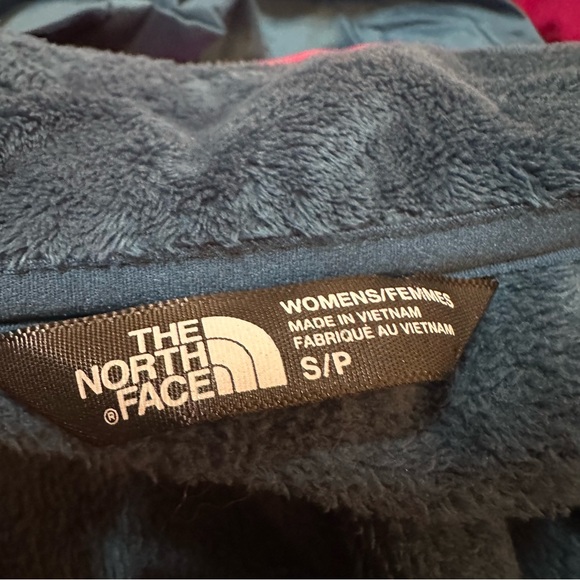 THE
NORTH
FACE
®
WOMENS/FEMMES
MADE IN VIETNAM
FABRIQUÉ AU VIETNAM
S/P